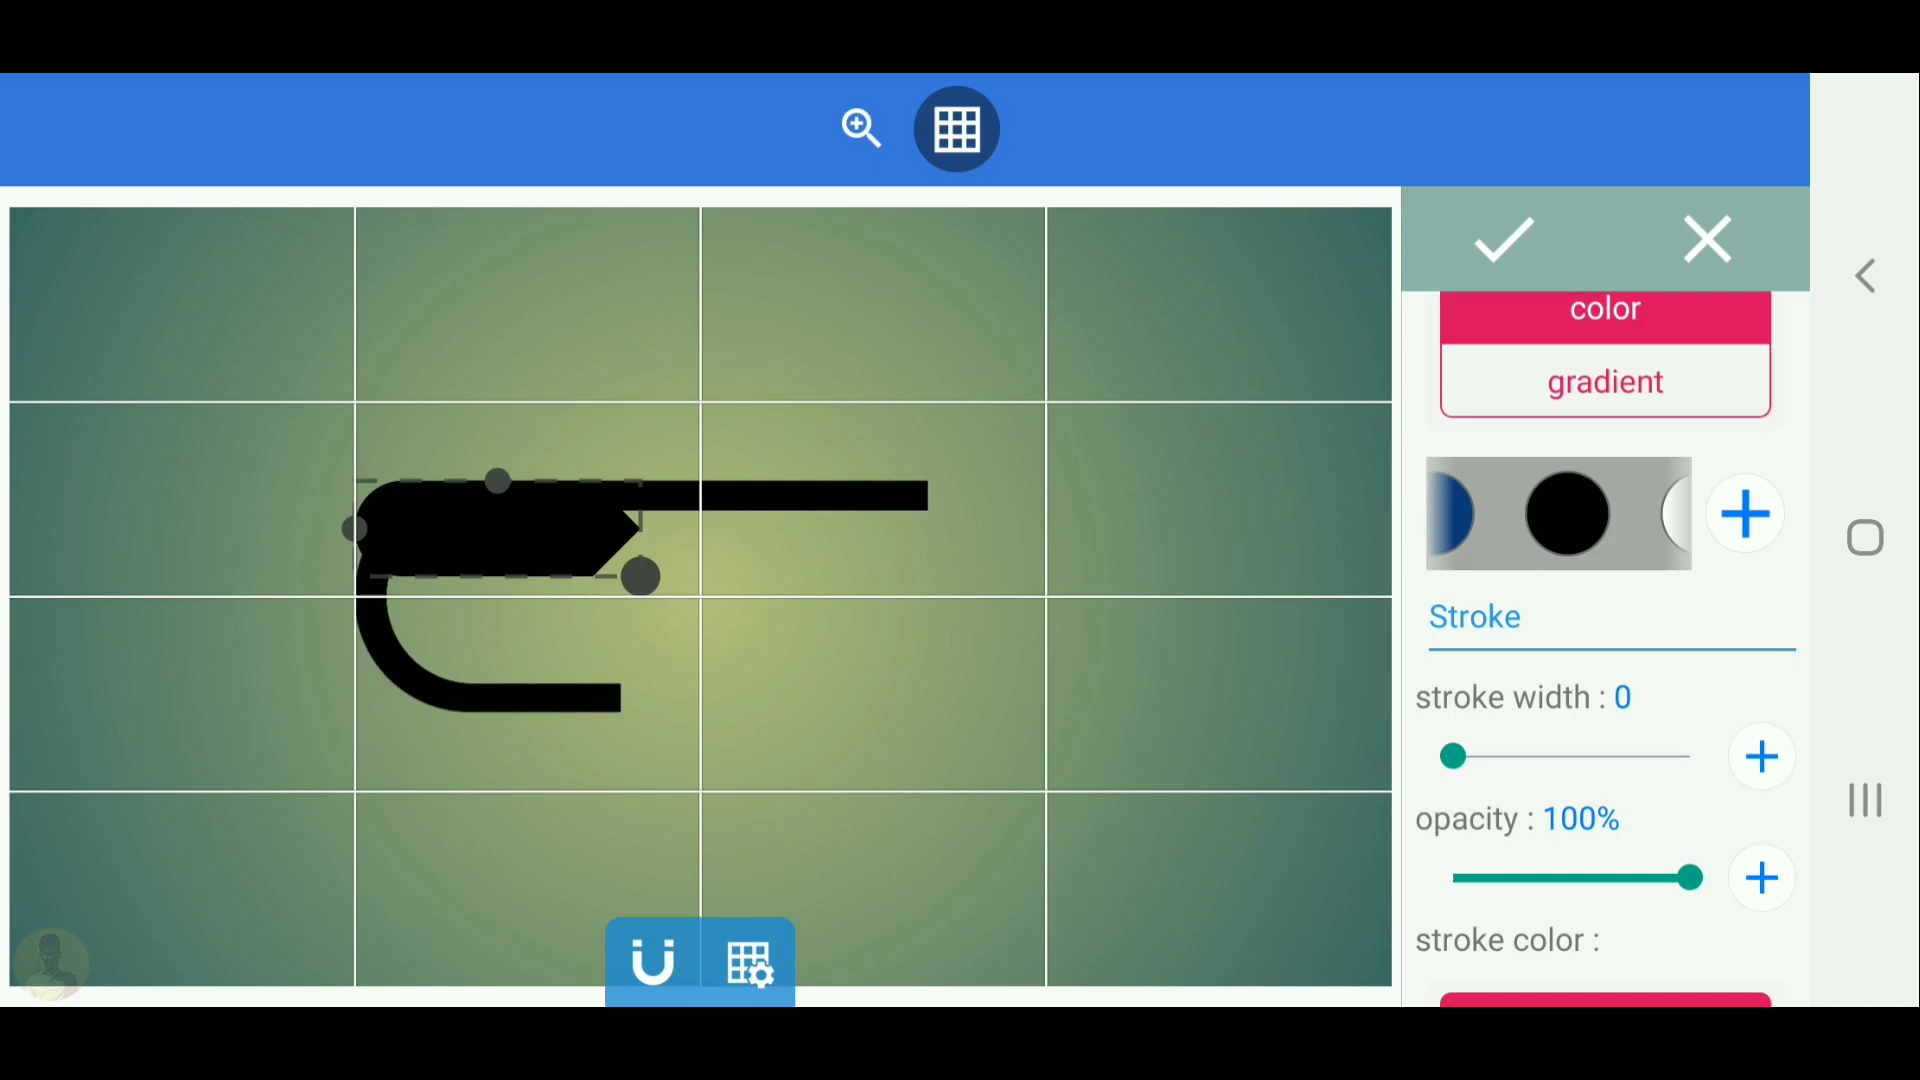 color
gradient
Stroke
stroke width : 0
opacity : 100%
stroke color :